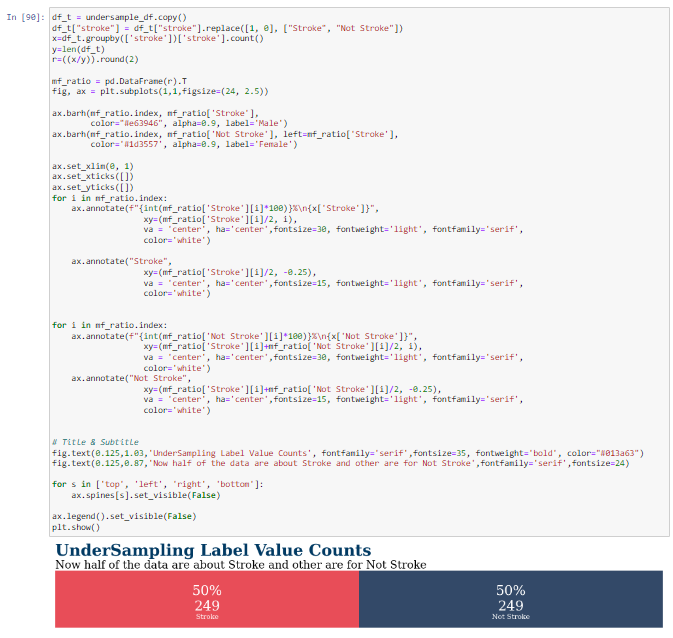 In [90]:
df_t = undersample_df.copy()
df_t["stroke"] = df_t["stroke"].replace([1, 0], ["Stroke", "Not Stroke"])
x=df_t.groupby(['stroke'])['stroke'].count()
y=len(df_t)
r=((x/y)).round(2)
mf_ratio = pd.DataFrame(r).T
fig, ax = plt.subplots(1,1,figsize=(24, 2.5))
ax.barh(mf_ratio.index, mf_ratio['Stroke'],
color="#e63946", alpha=0.9, label='Male')
ax.barh(mf_ratio.index, mf_ratio['Not Stroke'], left=mf_ratio['Stroke'],
color='#1d3557', alpha=0.9, label='Female')
ax.set_xlim(0, 1)
ax.set_xticks([])
ax.set_yticks([])
for i in mf_ratio.index:
ax.annotate(f"{int(mf_ratio['Stroke'][i]*100)}%\n{x['Stroke']}",
xy=(mf_ratio['Stroke'][i]/2, i),
va = 'center', ha='center',fontsize=30, fontweight='light', fontfamily='serif',
color='white')
ax.annotate("Stroke",
xy=(mf_ratio['Stroke'][i]/2, -0.25),
va = 'center', ha='center',fontsize=15, fontweight='light', fontfamily='serif',
color='white')
for i in mf_ratio.index:
ax.annotate(f"{int(mf_ratio['Not Stroke'][i]*100)}%\n{x['Not Stroke']}",
xy=(mf_ratio['Stroke'][i]+mf_ratio['Not Stroke'][i]/2, i),
va = 'center', ha='center',fontsize=30, fontweight='light', fontfamily='serif',
color='white')
ax.annotate("Not Stroke",
xy=(mf_ratio['Stroke'][i]+mf_ratio['Not Stroke'][i]/2, -0.25),
va = 'center', ha='center',fontsize=15, fontweight='light', fontfamily='serif',
color='white')
# Title & Subtitle
fig.text(0.125,1.03,'UnderSampling Label Value Counts', fontfamily='serif',fontsize=35, fontweight='bold', color="#013a63")
fig.text(0.125,0.87,'Now half of the data are about Stroke and other are for Not Stroke',fontfamily='serif',fontsize=24)
for s in ['top', 'left', 'right', 'bottom']:
ax.spines[s].set_visible(False)
ax.legend().set_visible(False)
plt.show()
UnderSampling Label Value Counts
Now half of the data are about Stroke and other are for Not Stroke
50%
249
Stroke
50%
249
Not Stroke